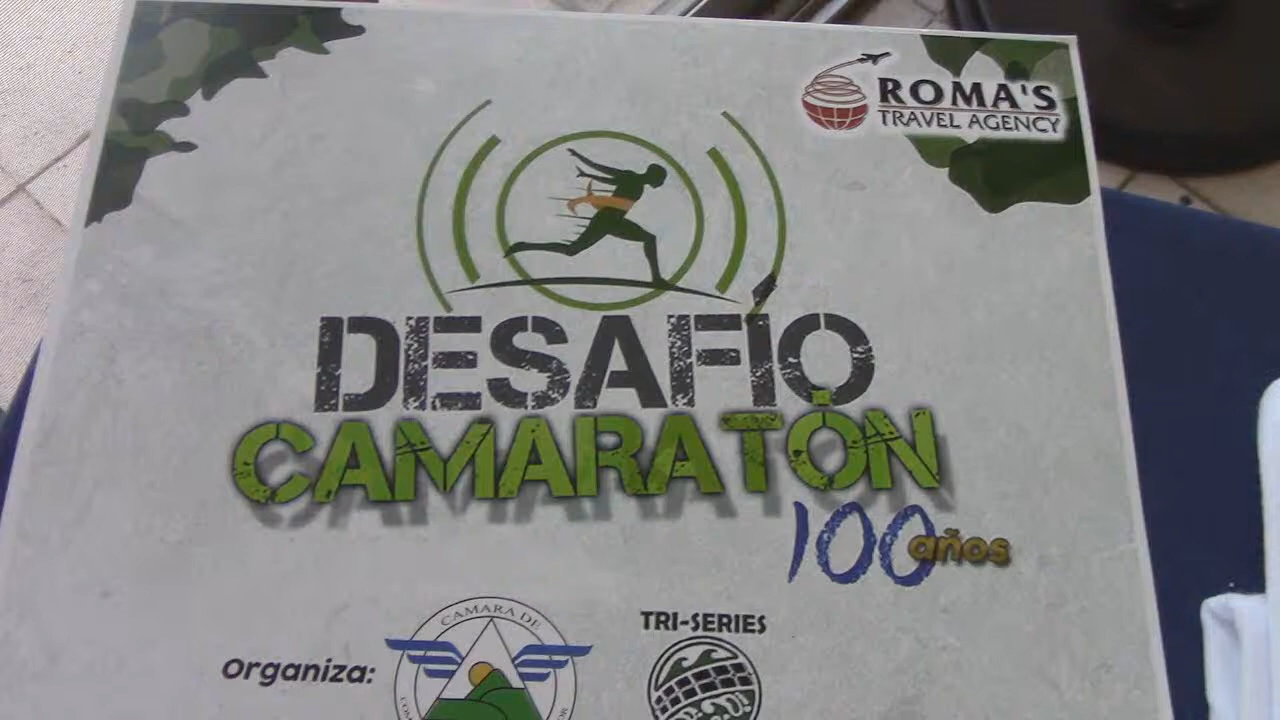 ROMA'S
TRAVEL AGENCY
DESAFÍO
CAMARATÓN
100 años
TRI-SERIES
CAMARA DE
Organiza: